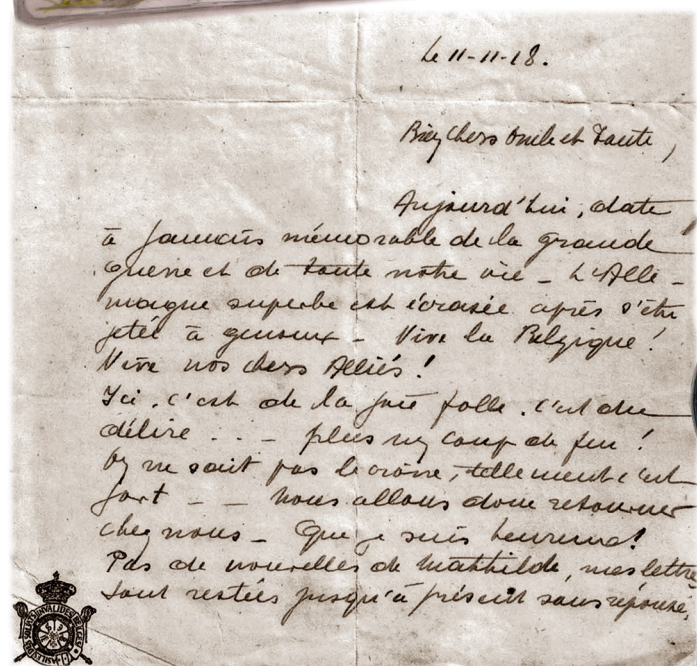 Le 11-11-18.
Bien chers Oncle et Tante,
Aujourd'hui, date
à jamais mémorable de la grande
guerre et de toute notre vie - L'Alle-
magne superbe est écrasée après s'être
jetée à genoux - Vive la Belgique!
Vive nos chers Alliés!
Ici, c'est de la joie folle. c'est du
délire . . - plus un coup de feu!
On ne sait pas le croire, tellement c'est
fort - - Nous allons donc retourner
chez nous - Que je suis heureux!
Pas de nouvelles de Mathilde, mes lettres
sont restées jusqu'à présent sans réponse.